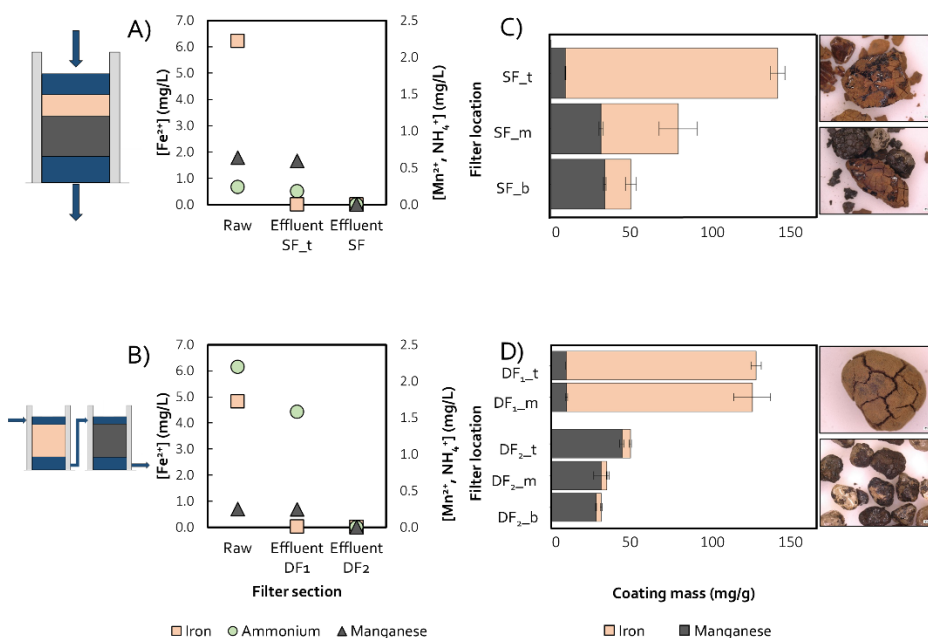 A)
7.0
6.0
5.0
4.0
3.0
2.0
1.0
0.0
[Fe²⁺] (mg/L)
2.5
2.0
1.5
1.0
0.5
0.0
[Mn²⁺, NH₄⁺] (mg/L)
Raw Effluent Effluent
SF_t SF
C)
Filter location
SF_t
SF_m
SF_b
0 50 100 150
B)
7.0
6.0
5.0
4.0
3.0
2.0
1.0
0.0
[Fe²⁺] (mg/L)
2.5
2.0
1.5
1.0
0.5
0.0
[Mn²⁺, NH₄⁺] (mg/L)
Raw Effluent Effluent
DF1 DF2
Filter section
D)
Filter location
DF₁_t
DF₁_m
DF₂_t
DF₂_m
DF₂_b
0 50 100 150
Coating mass (mg/g)
Iron Ammonium Manganese
Iron Manganese